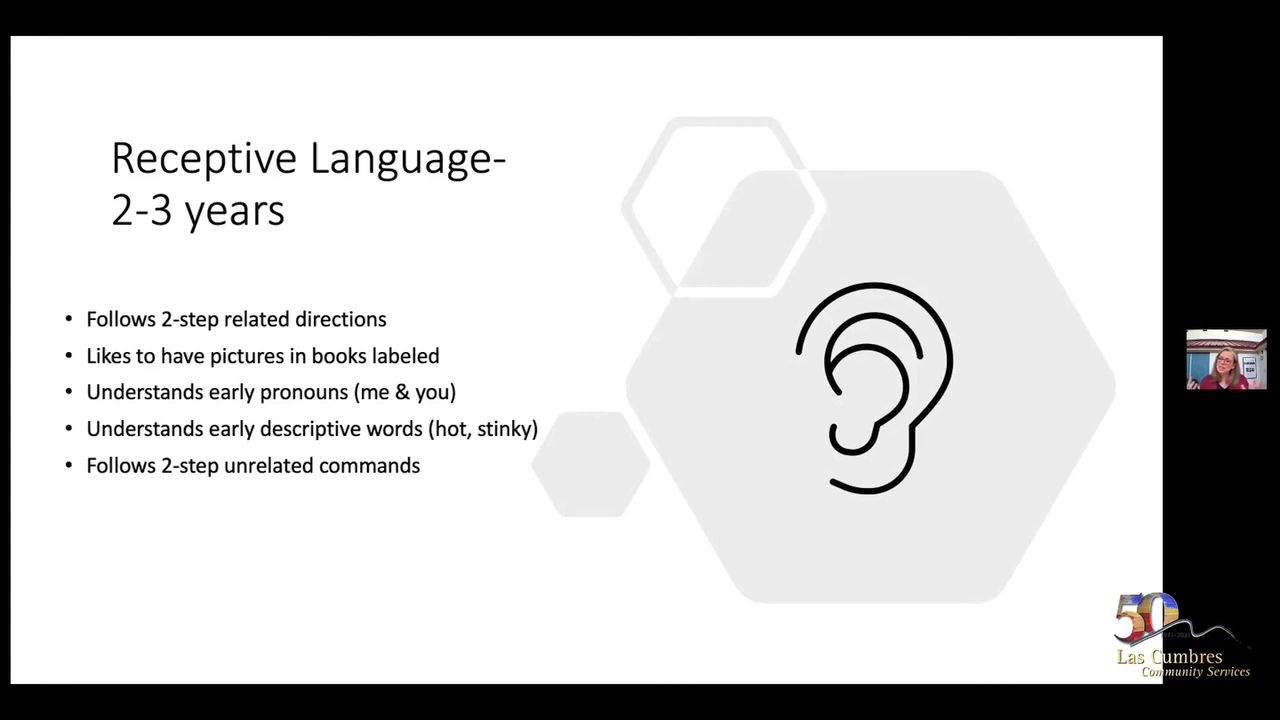 Receptive Language-
2-3 years
• Follows 2-step related directions
• Likes to have pictures in books labeled
• Understands early pronouns (me & you)
• Understands early descriptive words (hot, stinky)
• Follows 2-step unrelated commands
50
1971-2021
Las Cumbres
Community Services